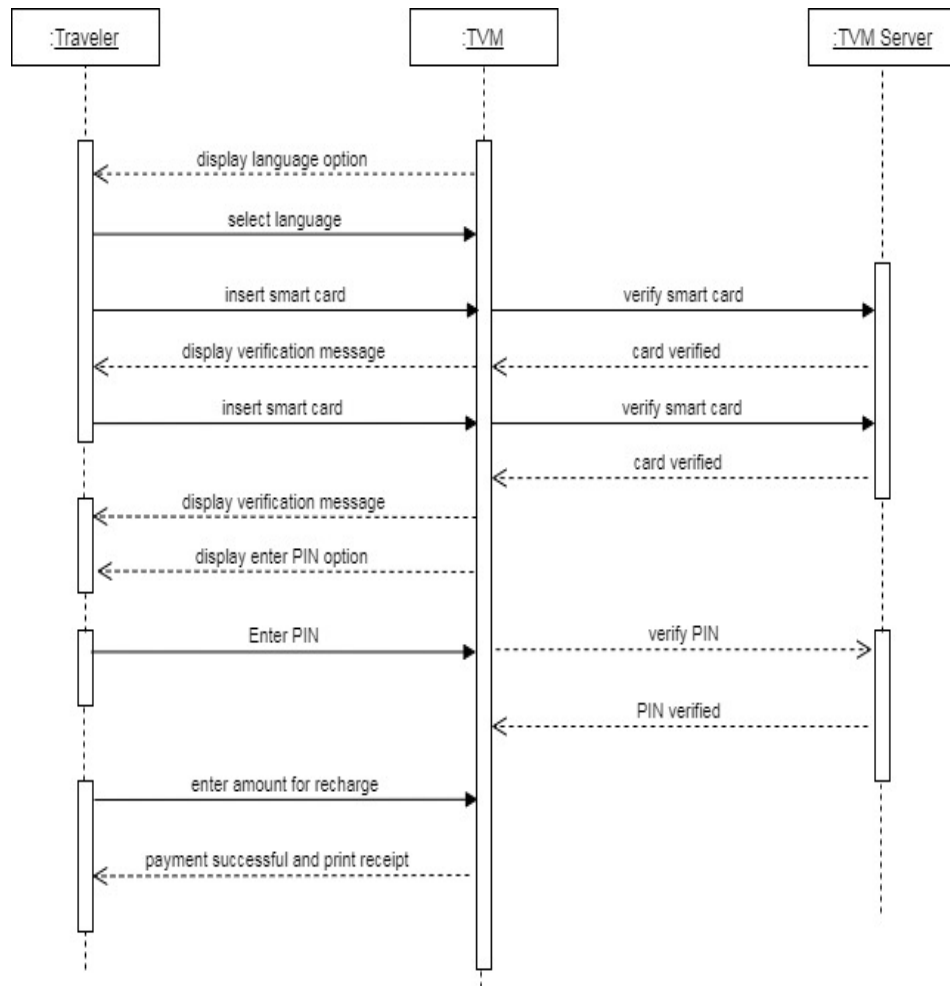 :Traveler
:TVM
:TVM Server
display language option
select language
insert smart card
verify smart card
display verification message
card verified
insert smart card
verify smart card
card verified
display verification message
display enter PIN option
Enter PIN
verify PIN
PIN verified
enter amount for recharge
payment successful and print receipt